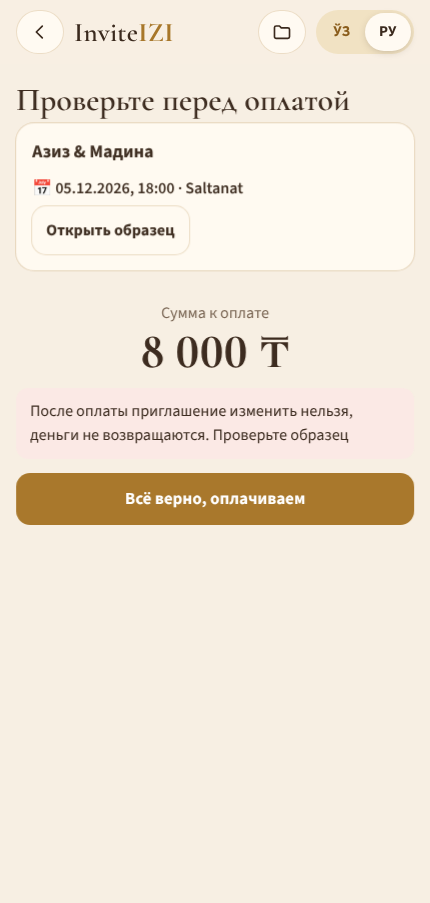 InviteIZI
ЎЗ
РУ
Проверьте перед оплатой
Азиз & Мадина
📅 05.12.2026, 18:00 · Saltanat
Открыть образец
Сумма к оплате
8 000 ₸
После оплаты приглашение изменить нельзя,
деньги не возвращаются. Проверьте образец
Всё верно, оплачиваем